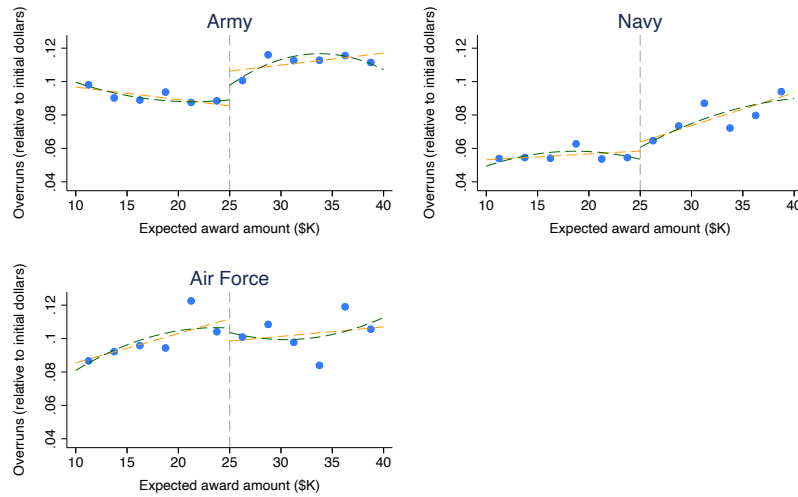 Army
Overruns (relative to initial dollars)
.12
.1
.08
.06
.04
10 15 20 25 30 35 40
Expected award amount ($K)
Navy
Overruns (relative to initial dollars)
.12
.1
.08
.06
.04
10 15 20 25 30 35 40
Expected award amount ($K)
Air Force
Overruns (relative to initial dollars)
.12
.1
.08
.06
.04
10 15 20 25 30 35 40
Expected award amount ($K)